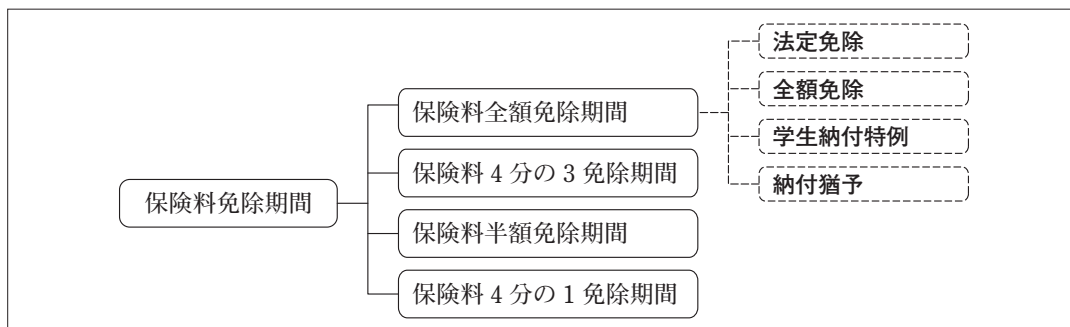 保険料免除期間
保険料全額免除期間
保険料4分の3免除期間
保険料半額免除期間
保険料4分の1免除期間
法定免除
全額免除
学生納付特例
納付猶予